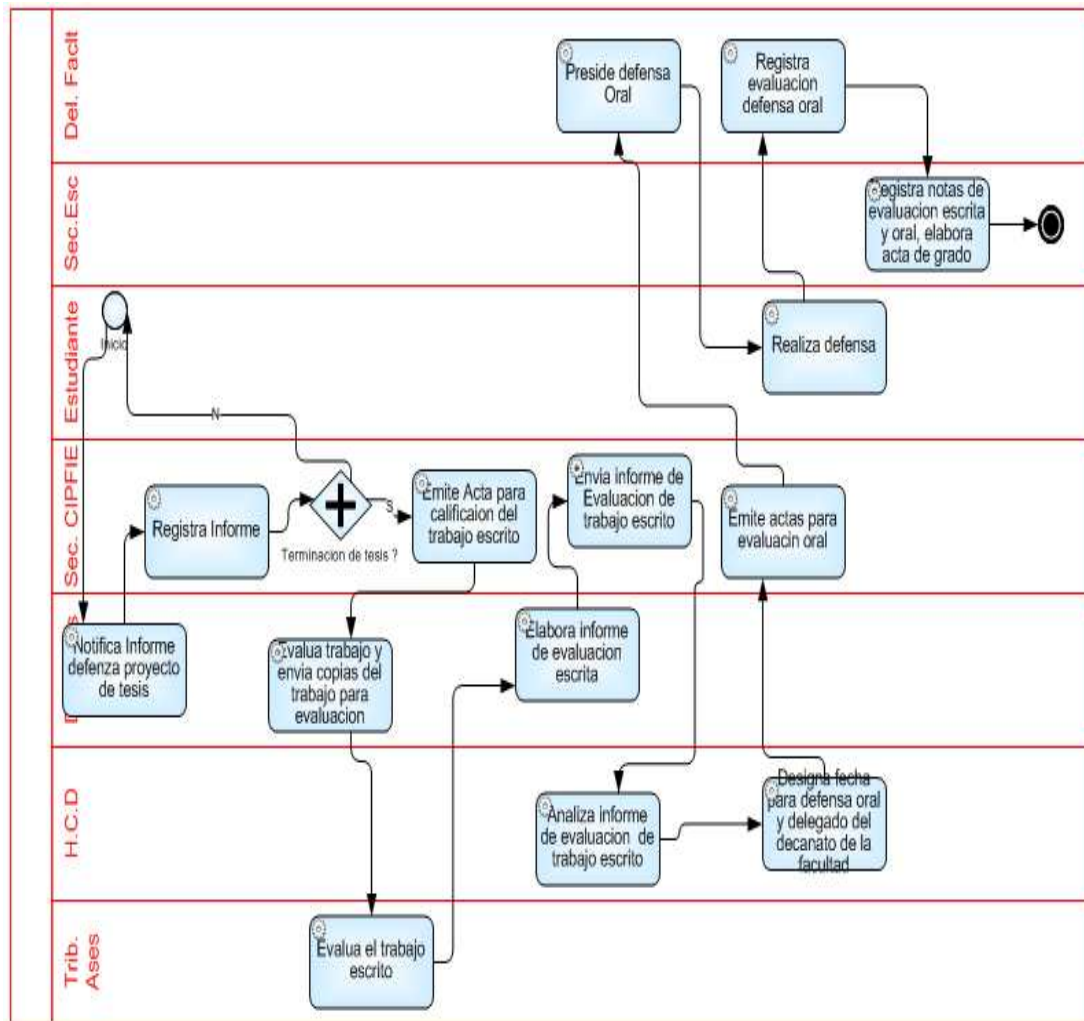 Del. Faclt
Preside defensa
Oral
Registra
evaluacion
defensa oral
Sec.Esc
Registra notas de
evaluacion escrita
y oral, elabora
acta de grado
Estudiante
Inicio
Realiza defensa
N
Sec. CIPFIE
Registra Informe
Terminacion de tesis ?
S
Emite Acta para
calificaion del
trabajo escrito
Envia informe de
Evaluacion de
trabajo escrito
Emite actas para
evaluacin oral
Notifica Informe
defenza proyecto
de tesis
Evalua trabajo y
envia copias del
trabajo para
evaluacion
Elabora informe
de evaluacion
escrita
H.C.D
Analiza informe
de evaluacion de
trabajo escrito
Designa fecha
para defensa oral
y delegado del
decanato de la
facultad
Trib.
Ases
Evalua el trabajo
escrito